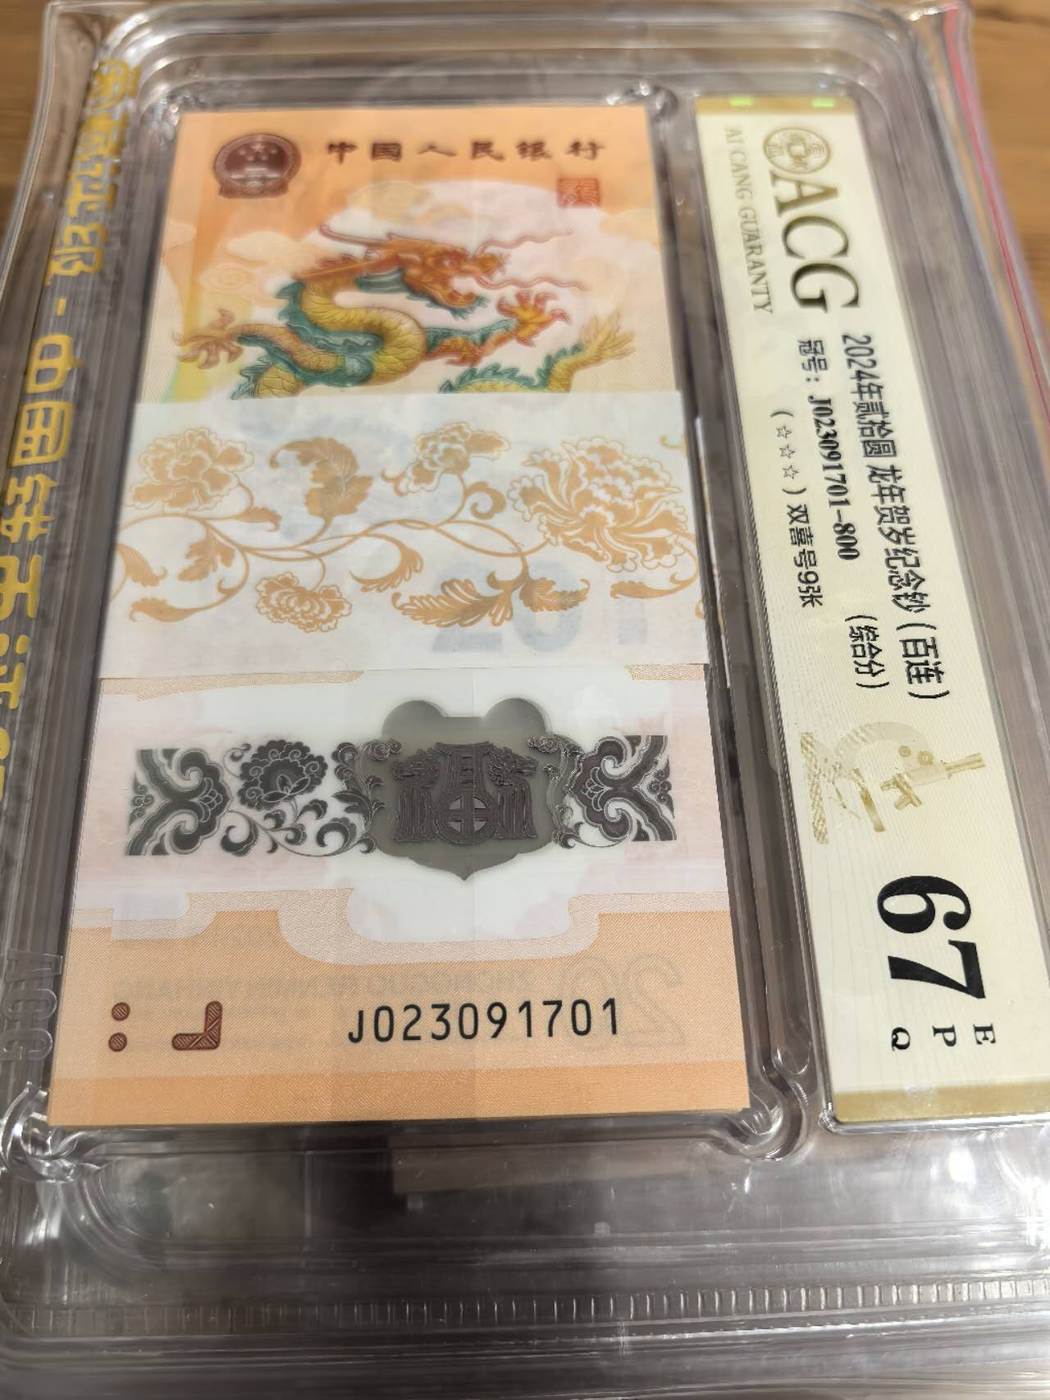 中国人民银行
J023091701
ACG
AI CANG GUARANTY
2024年贰拾圆 龙年贺岁纪念钞（百连）
冠号：J023091701-800 （综合分）
（☆☆☆）双喜号9张
67
E
P
Q
ACG